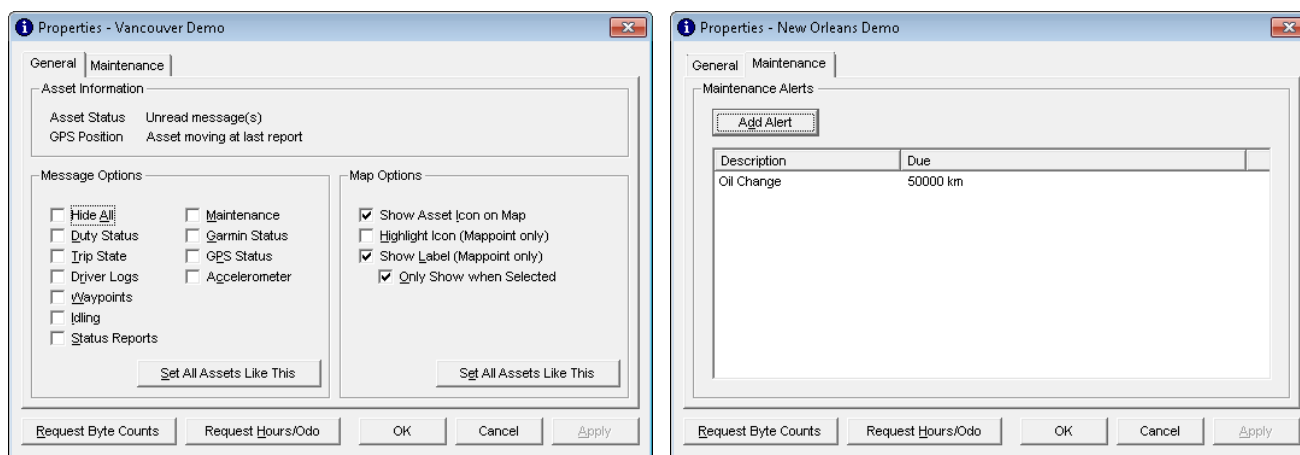 Properties - Vancouver Demo
General Maintenance
Asset Information
Asset Status Unread message(s)
GPS Position Asset moving at last report
Message Options
Hide All Maintenance
Duty Status Garmin Status
Trip State GPS Status
Driver Logs Accelerometer
Waypoints
Idling
Status Reports
Set All Assets Like This
Map Options
Show Asset Icon on Map
Highlight Icon (Mappoint only)
Show Label (Mappoint only)
Only Show when Selected
Set All Assets Like This
Request Byte Counts Request Hours/Odo OK Cancel Apply
Properties - New Orleans Demo
General Maintenance
Maintenance Alerts
Add Alert
Description Due
Oil Change 50000 km
Request Byte Counts Request Hours/Odo OK Cancel Apply